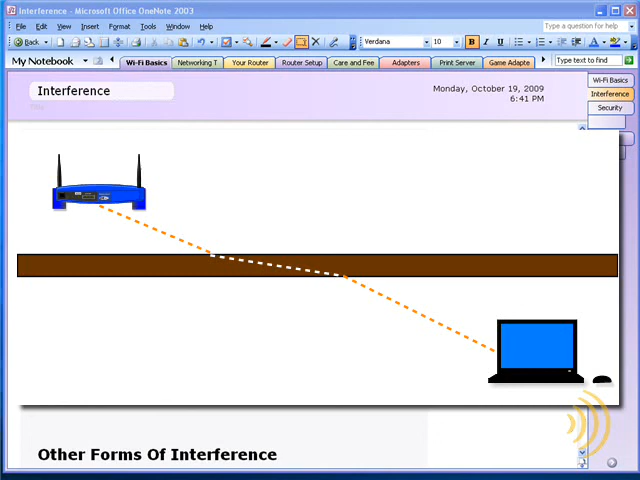 Interference - Microsoft Office OneNote 2003
File Edit View Insert Format Tools Window Help
Type a question for help
Back
Verdana 10 B I U
My Notebook
Wi-Fi Basics Networking T Your Router Router Setup Care and Fee Adapters Print Server Game Adapte
Type text to find
Interference
Monday, October 19, 2009
6:41 PM
Wi-Fi Basics
Interference
Security
Other Forms Of Interference